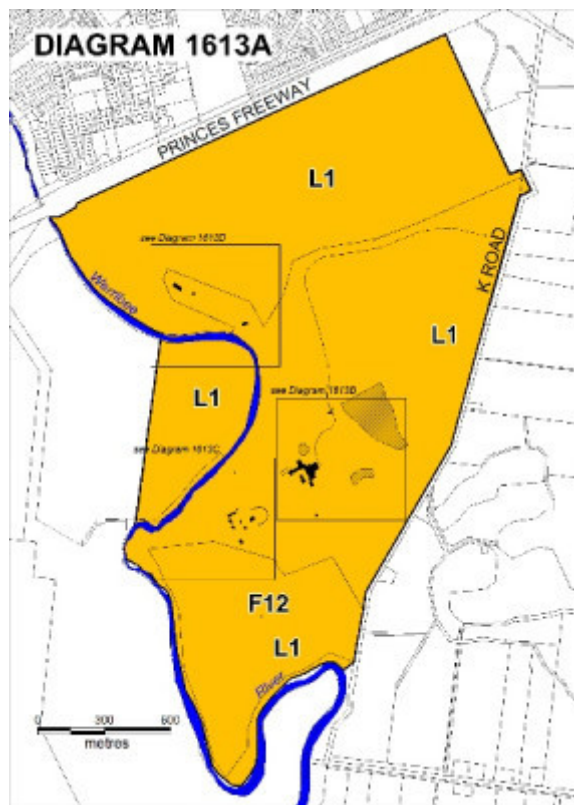 DIAGRAM 1613A
PRINCES FREEWAY
L1
see Diagram 1613D
Werribee
K ROAD
L1
L1
see Diagram 1613B
see Diagram 1613C
F12
L1
River
0 300 600
metres